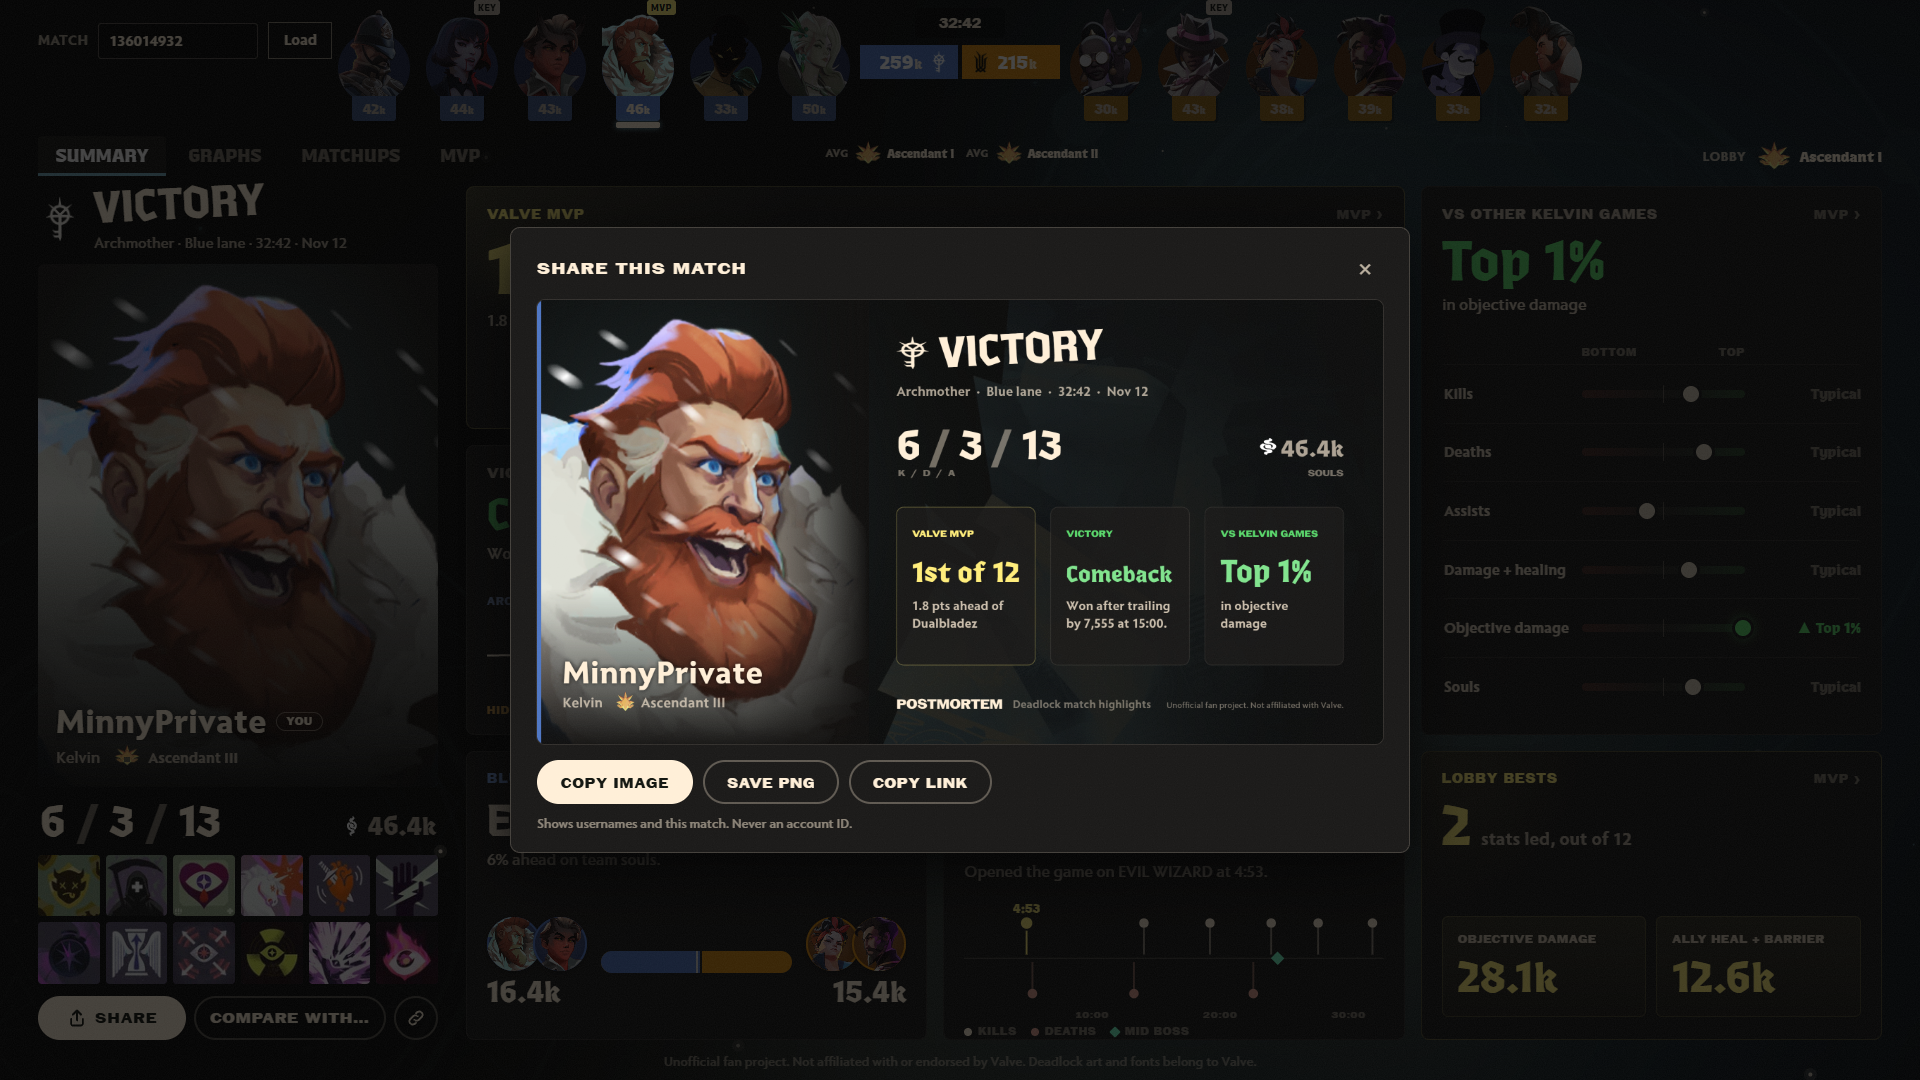 KEY
MVP
KEY
MATCH
136014932
Load
32:42
259k
215k
42k
44k
43k
46k
33k
50k
30k
43k
38k
39k
33k
32k
SUMMARY
GRAPHS
MATCHUPS
MVP
AVG
Ascendant I
AVG
Ascendant II
LOBBY
Ascendant I
VICTORY
Archmother · Blue lane · 32:42 · Nov 12
MinnyPrivate
YOU
Kelvin
Ascendant III
6 / 3 / 13
46.4k
SHARE
COMPARE WITH...
VALVE MVP
MVP ›
1.8
SHARE THIS MATCH
×
VICTORY
Archmother · Blue lane · 32:42 · Nov 12
6 / 3 / 13
K / D / A
46.4k
SOULS
VALVE MVP
1st of 12
1.8 pts ahead of
Dualbladez
VICTORY
Comeback
Won after trailing
by 7,555 at 15:00.
VS KELVIN GAMES
Top 1%
in objective
damage
MinnyPrivate
Kelvin
Ascendant III
POSTMORTEM
Deadlock match highlights
Unofficial fan project. Not affiliated with Valve.
COPY IMAGE
SAVE PNG
COPY LINK
Shows usernames and this match. Never an account ID.
6% ahead on team souls.
16.4k
15.4k
Opened the game on EVIL WIZARD at 4:53.
4:53
10:00
20:00
30:00
KILLS
DEATHS
MID BOSS
VS OTHER KELVIN GAMES
MVP ›
Top 1%
in objective damage
BOTTOM
TOP
Kills
Typical
Deaths
Typical
Assists
Typical
Damage + healing
Typical
Objective damage
▲ Top 1%
Souls
Typical
LOBBY BESTS
MVP ›
2 stats led, out of 12
OBJECTIVE DAMAGE
28.1k
ALLY HEAL + BARRIER
12.6k
Unofficial fan project. Not affiliated with or endorsed by Valve. Deadlock art and fonts belong to Valve.